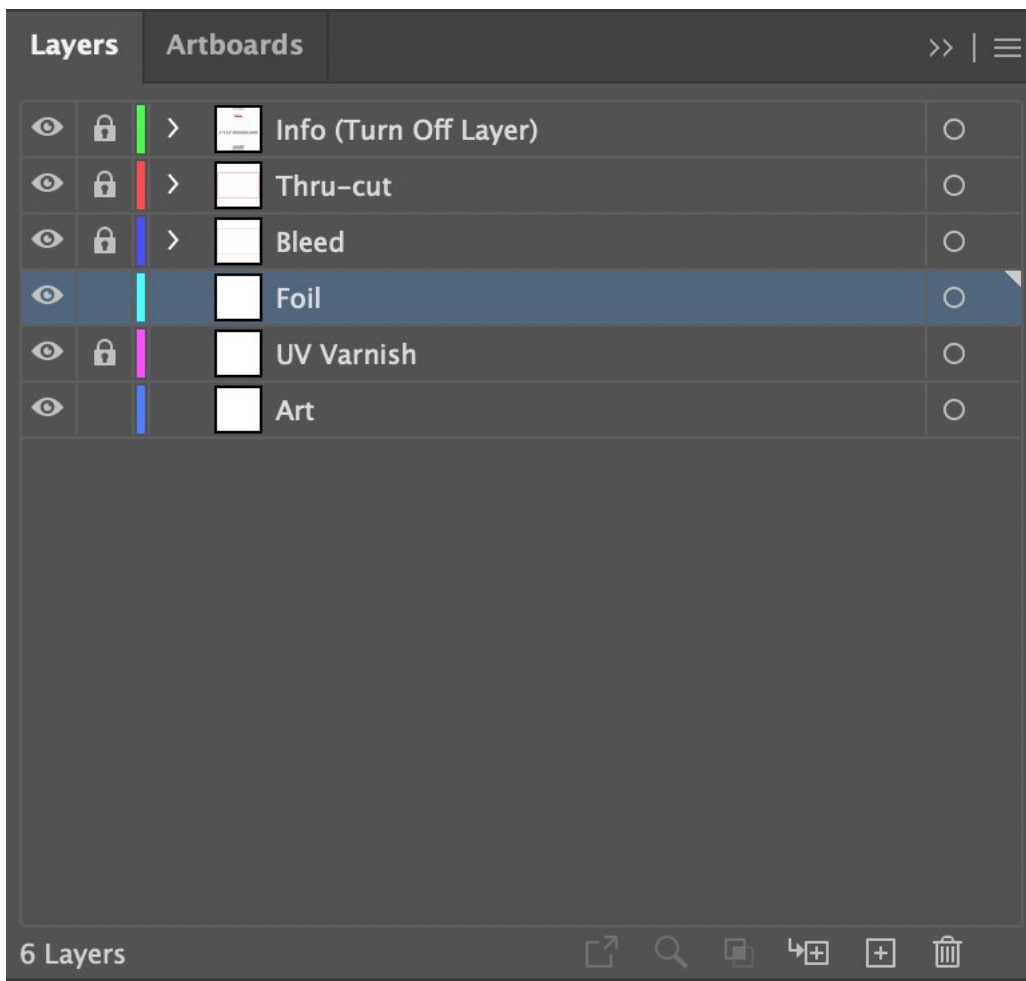 Layers Artboards
Info (Turn Off Layer)
Thru-cut
Bleed
Foil
UV Varnish
Art
6 Layers